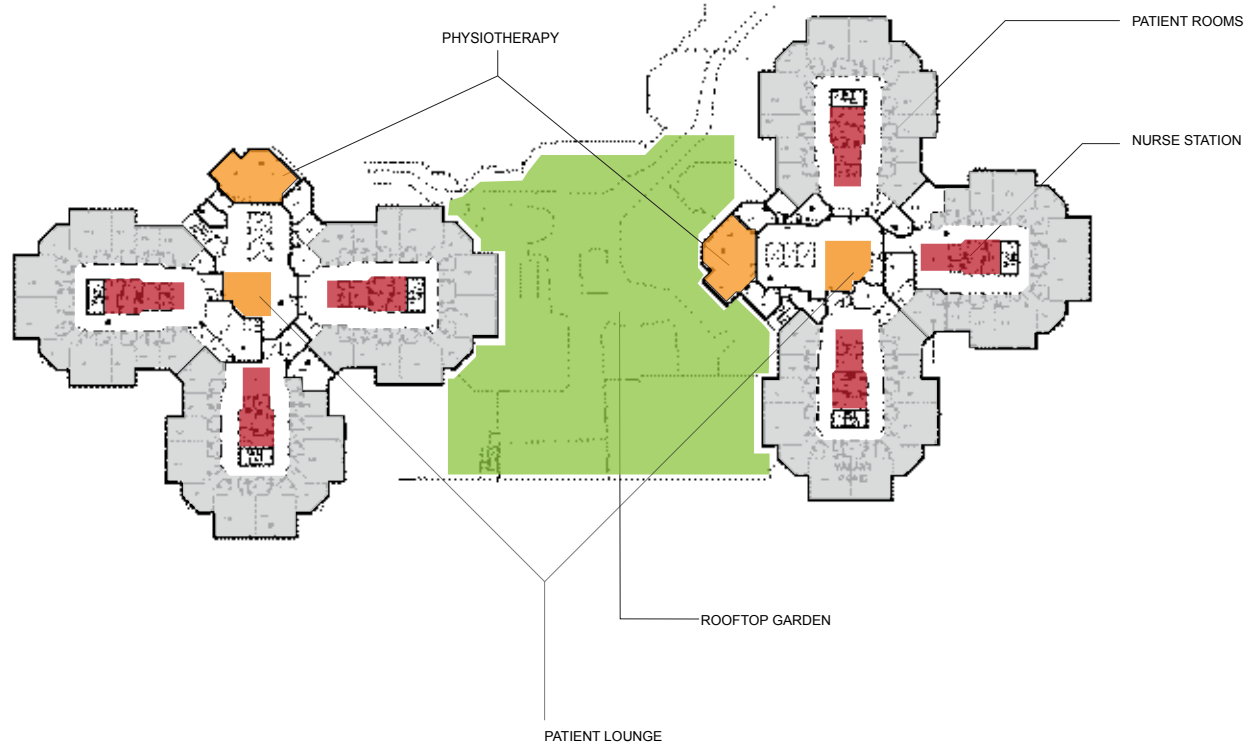 PATIENT ROOMS
PHYSIOTHERAPY
NURSE STATION
ROOFTOP GARDEN
PATIENT LOUNGE